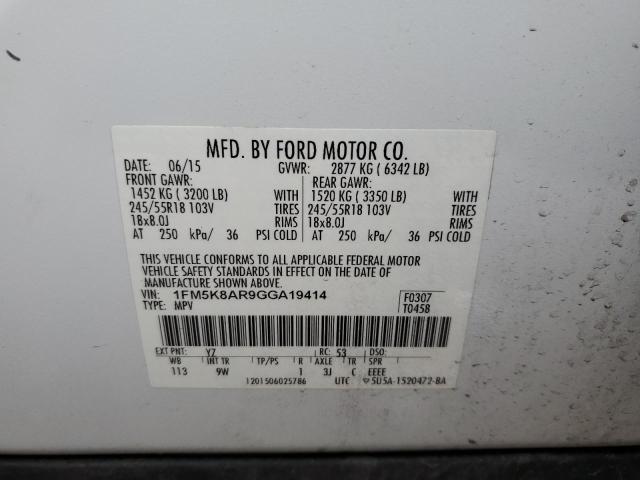 MFD. BY FORD MOTOR CO.
DATE: 06/15 GVWR: 2877 KG ( 6342 LB)
FRONT GAWR: REAR GAWR:
1452 KG ( 3200 LB) WITH 1520 KG ( 3350 LB) WITH
245/55R18 103V TIRES 245/55R18 103V TIRES
18x8.0J RIMS 18x8.0J RIMS
AT 250 kPa/ 36 PSI COLD AT 250 kPa/ 36 PSI COLD
THIS VEHICLE CONFORMS TO ALL APPLICABLE FEDERAL MOTOR
VEHICLE SAFETY STANDARDS IN EFFECT ON THE DATE OF
MANUFACTURE SHOWN ABOVE.
VIN: 1FM5K8AR9GGA19414 F0307
TYPE: MPV T0458
EXT PNT: YZ RC: 53 DSO:
WB INT TR TP/PS R AXLE TR SPR
113 9W 1 3J C EEEE
1201506025786 UTC 5U5A-1520472-BA